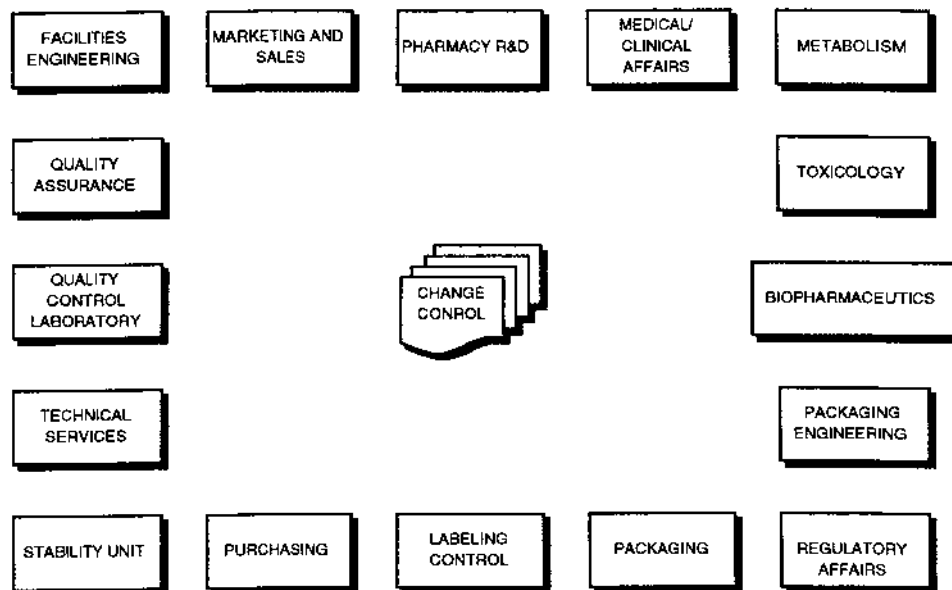 FACILITIES
ENGINEERING
MARKETING AND
SALES
PHARMACY R&D
MEDICAL/
CLINICAL
AFFAIRS
METABOLISM
QUALITY
ASSURANCE
TOXICOLOGY
QUALITY
CONTROL
LABORATORY
CHANGE
CONROL
BIOPHARMACEUTICS
TECHNICAL
SERVICES
PACKAGING
ENGINEERING
STABILITY UNIT
PURCHASING
LABELING
CONTROL
PACKAGING
REGULATORY
AFFAIRS